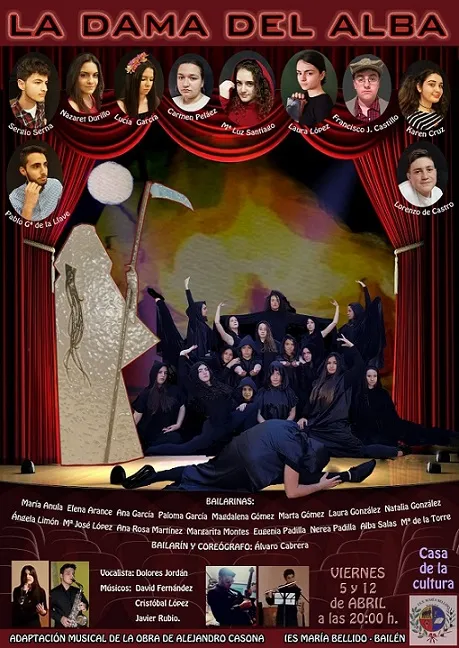 LA DAMA DEL ALBA
Sergio Serna
Nazaret Durillo
Lucía García
Carmen Peláez
Mª Luz Santiado
Laura López
Francisco J. Castillo
Karen Cruz
Pablo Gª de la Llave
Lorenzo de Castro
BAILARINAS:
María Anula Elena Arance Ana García Paloma García Magdalena Gómez Marta Gómez Laura González Natalia González
Ángela Limón Mª José López Ana Rosa Martínez Margarita Montes Eugenia Padilla Nerea Padilla Alba Salas Mª de la Torre
BAILARÍN Y COREÓGRAFO: Álvaro Cabrera
Vocalista: Dolores Jordán
Músicos: David Fernández
Cristóbal López
Javier Rubio.
VIERNES
5 y 12
de ABRIL
a las 20:00 h.
Casa
de la
cultura
ADAPTACIÓN MUSICAL DE LA OBRA DE ALEJANDRO CASONA
IES MARÍA BELLIDO - BAILÉN